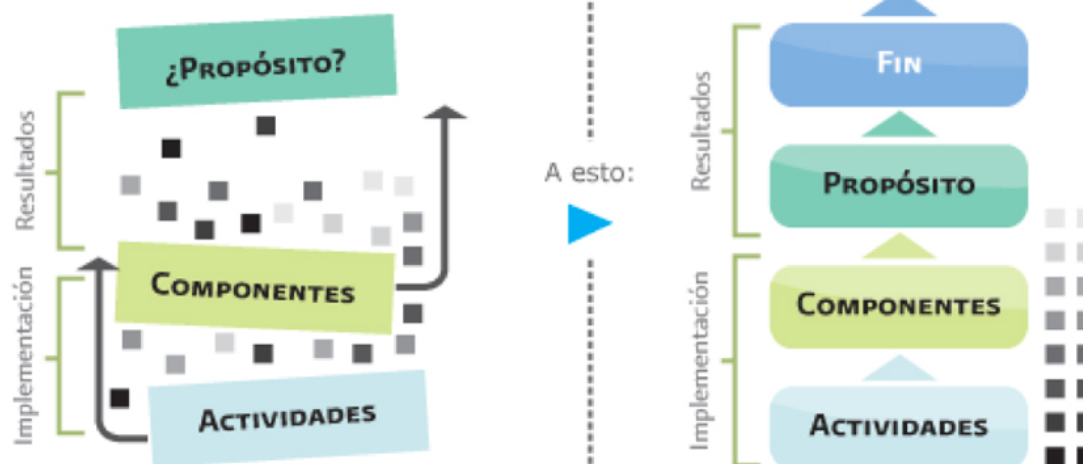 ¿PROPÓSITO?
Resultados
COMPONENTES
Implementación
ACTIVIDADES
A esto:
FIN
Resultados
PROPÓSITO
COMPONENTES
Implementación
ACTIVIDADES